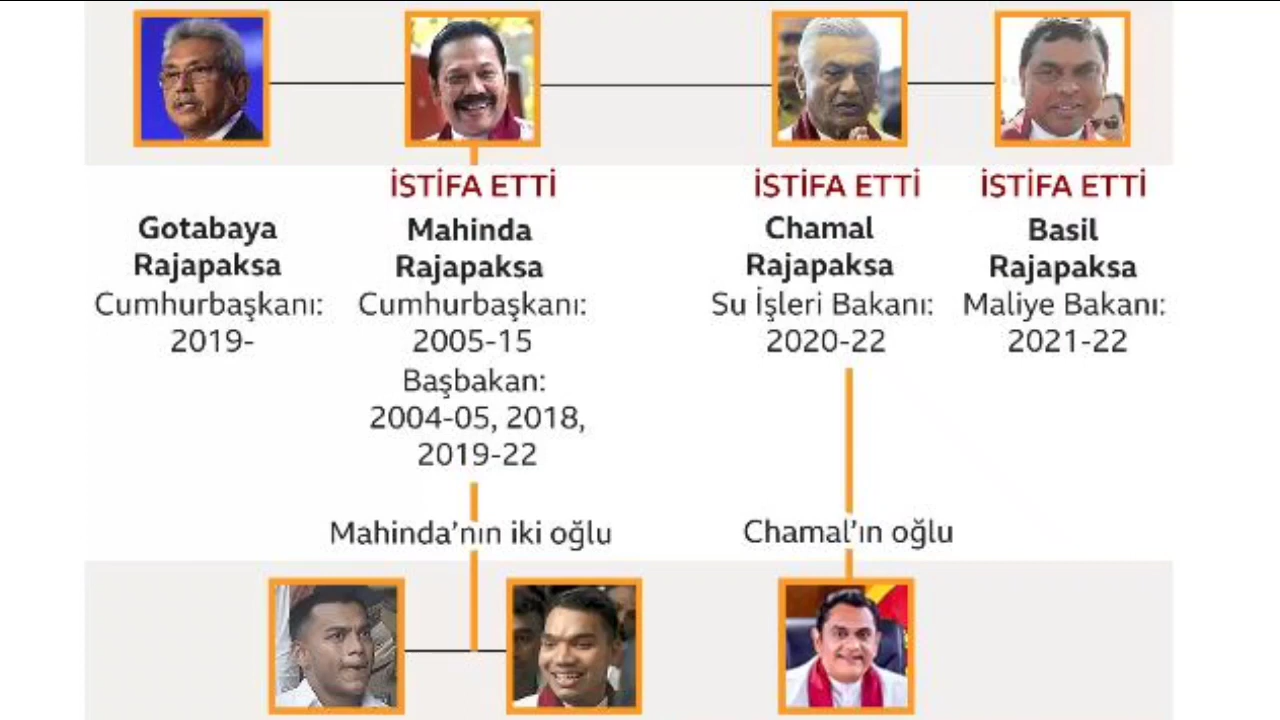 İSTİFA ETTİ
İSTİFA ETTİ
İSTİFA ETTİ
Gotabaya
Rajapaksa
Cumhurbaşkanı:
2019-
Mahinda
Rajapaksa
Cumhurbaşkanı:
2005-15
Başbakan:
2004-05, 2018,
2019-22
Chamal
Rajapaksa
Su İşleri Bakanı:
2020-22
Basil
Rajapaksa
Maliye Bakanı:
2021-22
Mahinda’nın iki oğlu
Chamal’ın oğlu